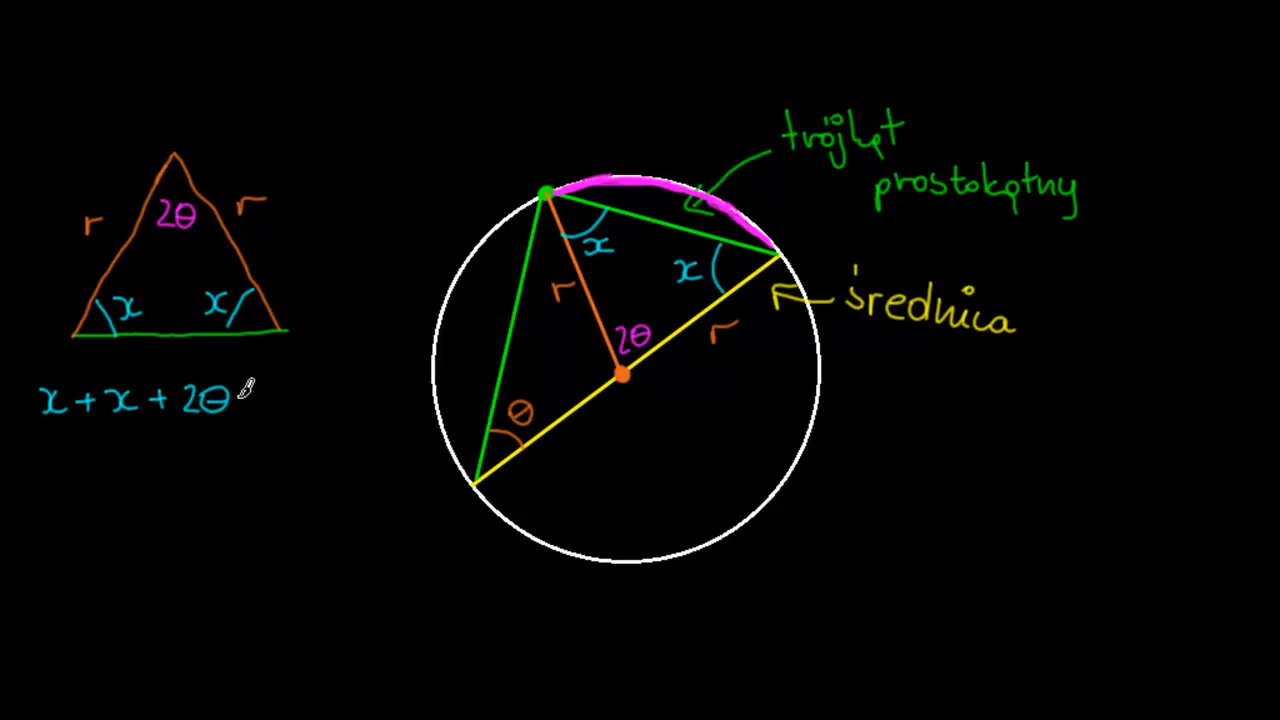 trójkąt
prostokątny
r
2θ
r
x
x
x
x
średnica
r
2θ
r
x + x + 2θ
θ